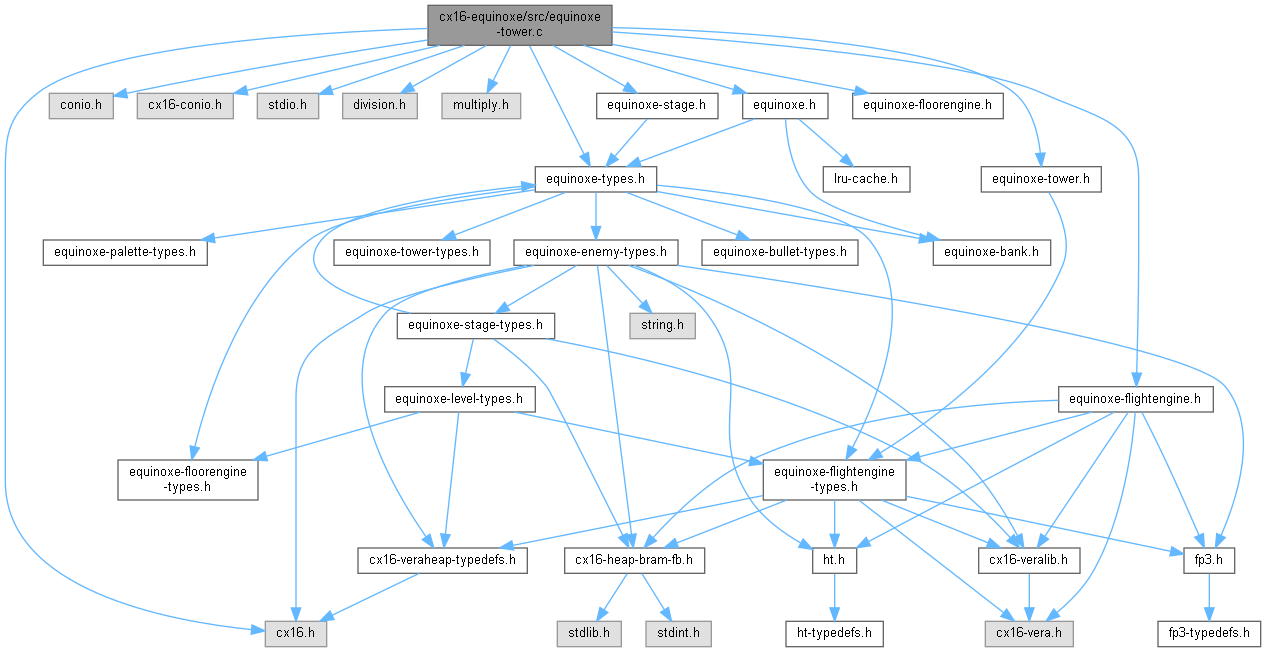 cx16-equinoxe/src/equinoxe
-tower.c
conio.h
cx16-conio.h
stdio.h
division.h
multiply.h
equinoxe-stage.h
equinoxe.h
equinoxe-floorengine.h
equinoxe-types.h
lru-cache.h
equinoxe-tower.h
equinoxe-palette-types.h
equinoxe-tower-types.h
equinoxe-enemy-types.h
equinoxe-bullet-types.h
equinoxe-bank.h
equinoxe-stage-types.h
string.h
equinoxe-level-types.h
equinoxe-flightengine.h
equinoxe-floorengine
-types.h
equinoxe-flightengine
-types.h
cx16-veraheap-typedefs.h
cx16-heap-bram-fb.h
ht.h
cx16-veralib.h
fp3.h
cx16.h
stdlib.h
stdint.h
ht-typedefs.h
cx16-vera.h
fp3-typedefs.h